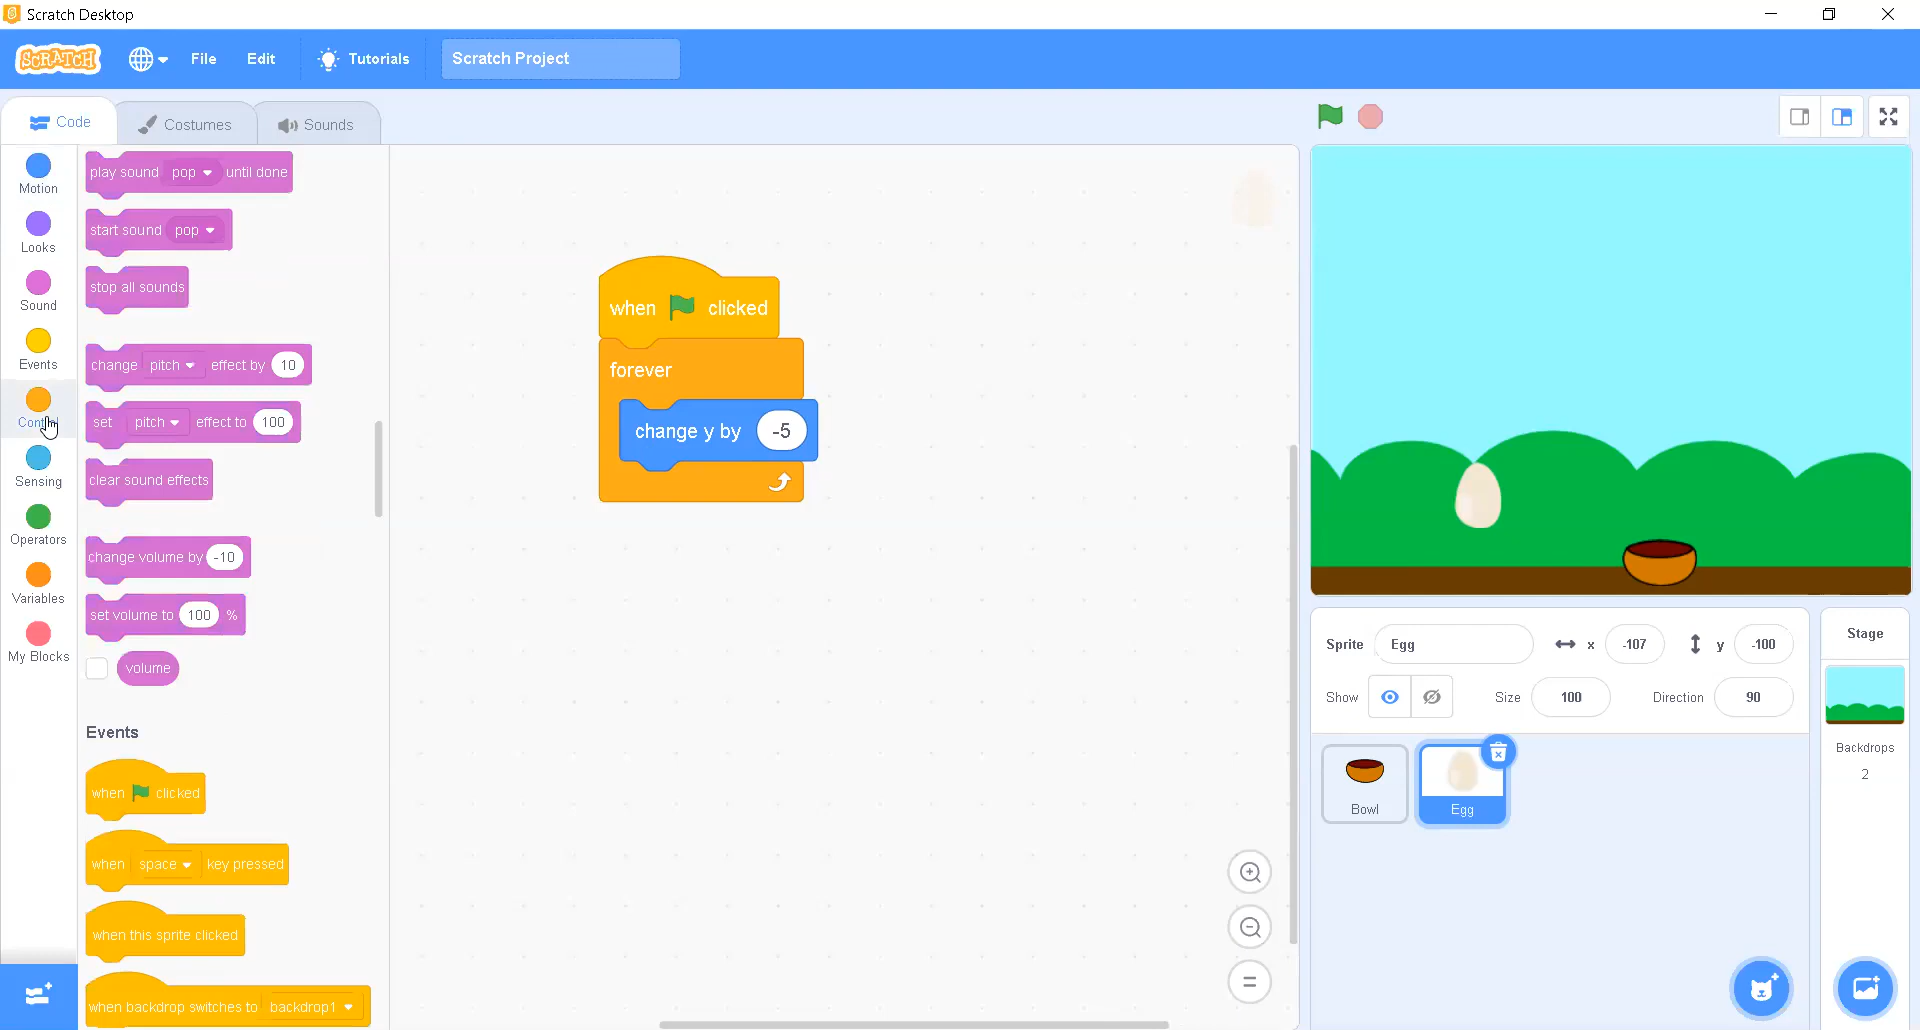 Scratch Desktop
SCRATCH
File
Edit
Tutorials
Scratch Project
Code
Costumes
Sounds
Motion
Looks
Sound
Events
Control
Sensing
Operators
Variables
My Blocks
play sound pop until done
start sound pop
stop all sounds
change pitch effect by 10
set pitch effect to 100
clear sound effects
change volume by -10
set volume to 100 %
volume
Events
when clicked
when space key pressed
when this sprite clicked
when backdrop switches to backdrop1
when clicked
forever
change y by -5
Sprite Egg x -107 y -100
Show Size 100 Direction 90
Bowl
Egg
Stage
Backdrops
2